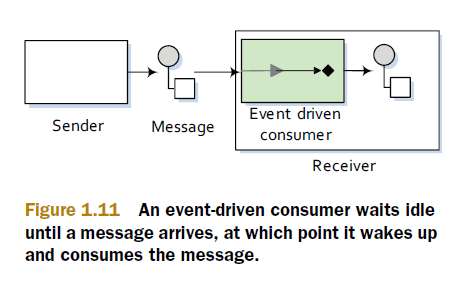 Sender
Message
Event driven
consumer
Receiver
Figure 1.11 An event-driven consumer waits idle
until a message arrives, at which point it wakes up
and consumes the message.